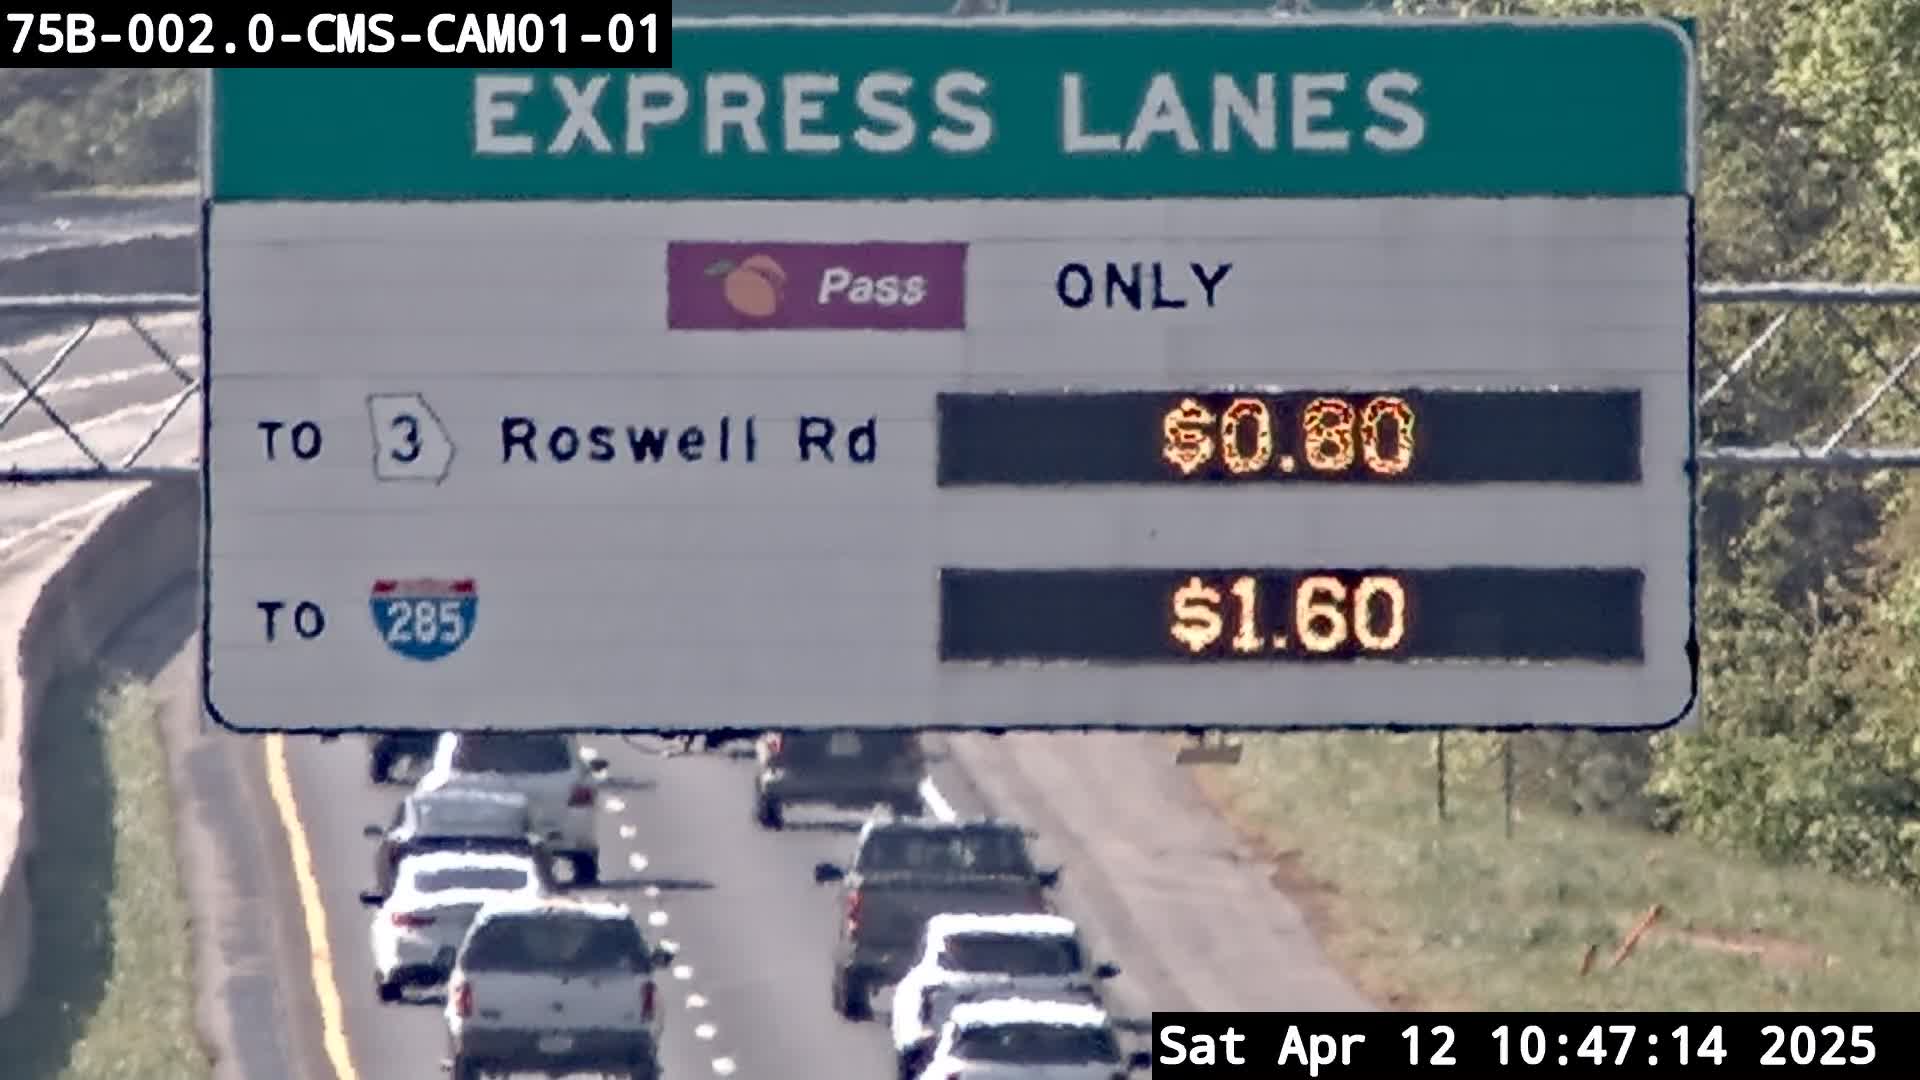 75B-002.0-CMS-CAM01-01
EXPRESS LANES
Pass ONLY
TO 3 Roswell Rd $0.80
TO 285 $1.60
Sat Apr 12 10:47:14 2025